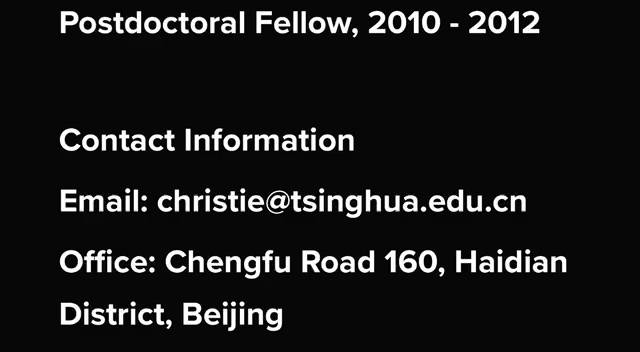 Postdoctoral Fellow, 2010 - 2012
Contact Information
Email: christie@tsinghua.edu.cn
Office: Chengfu Road 160, Haidian
District, Beijing